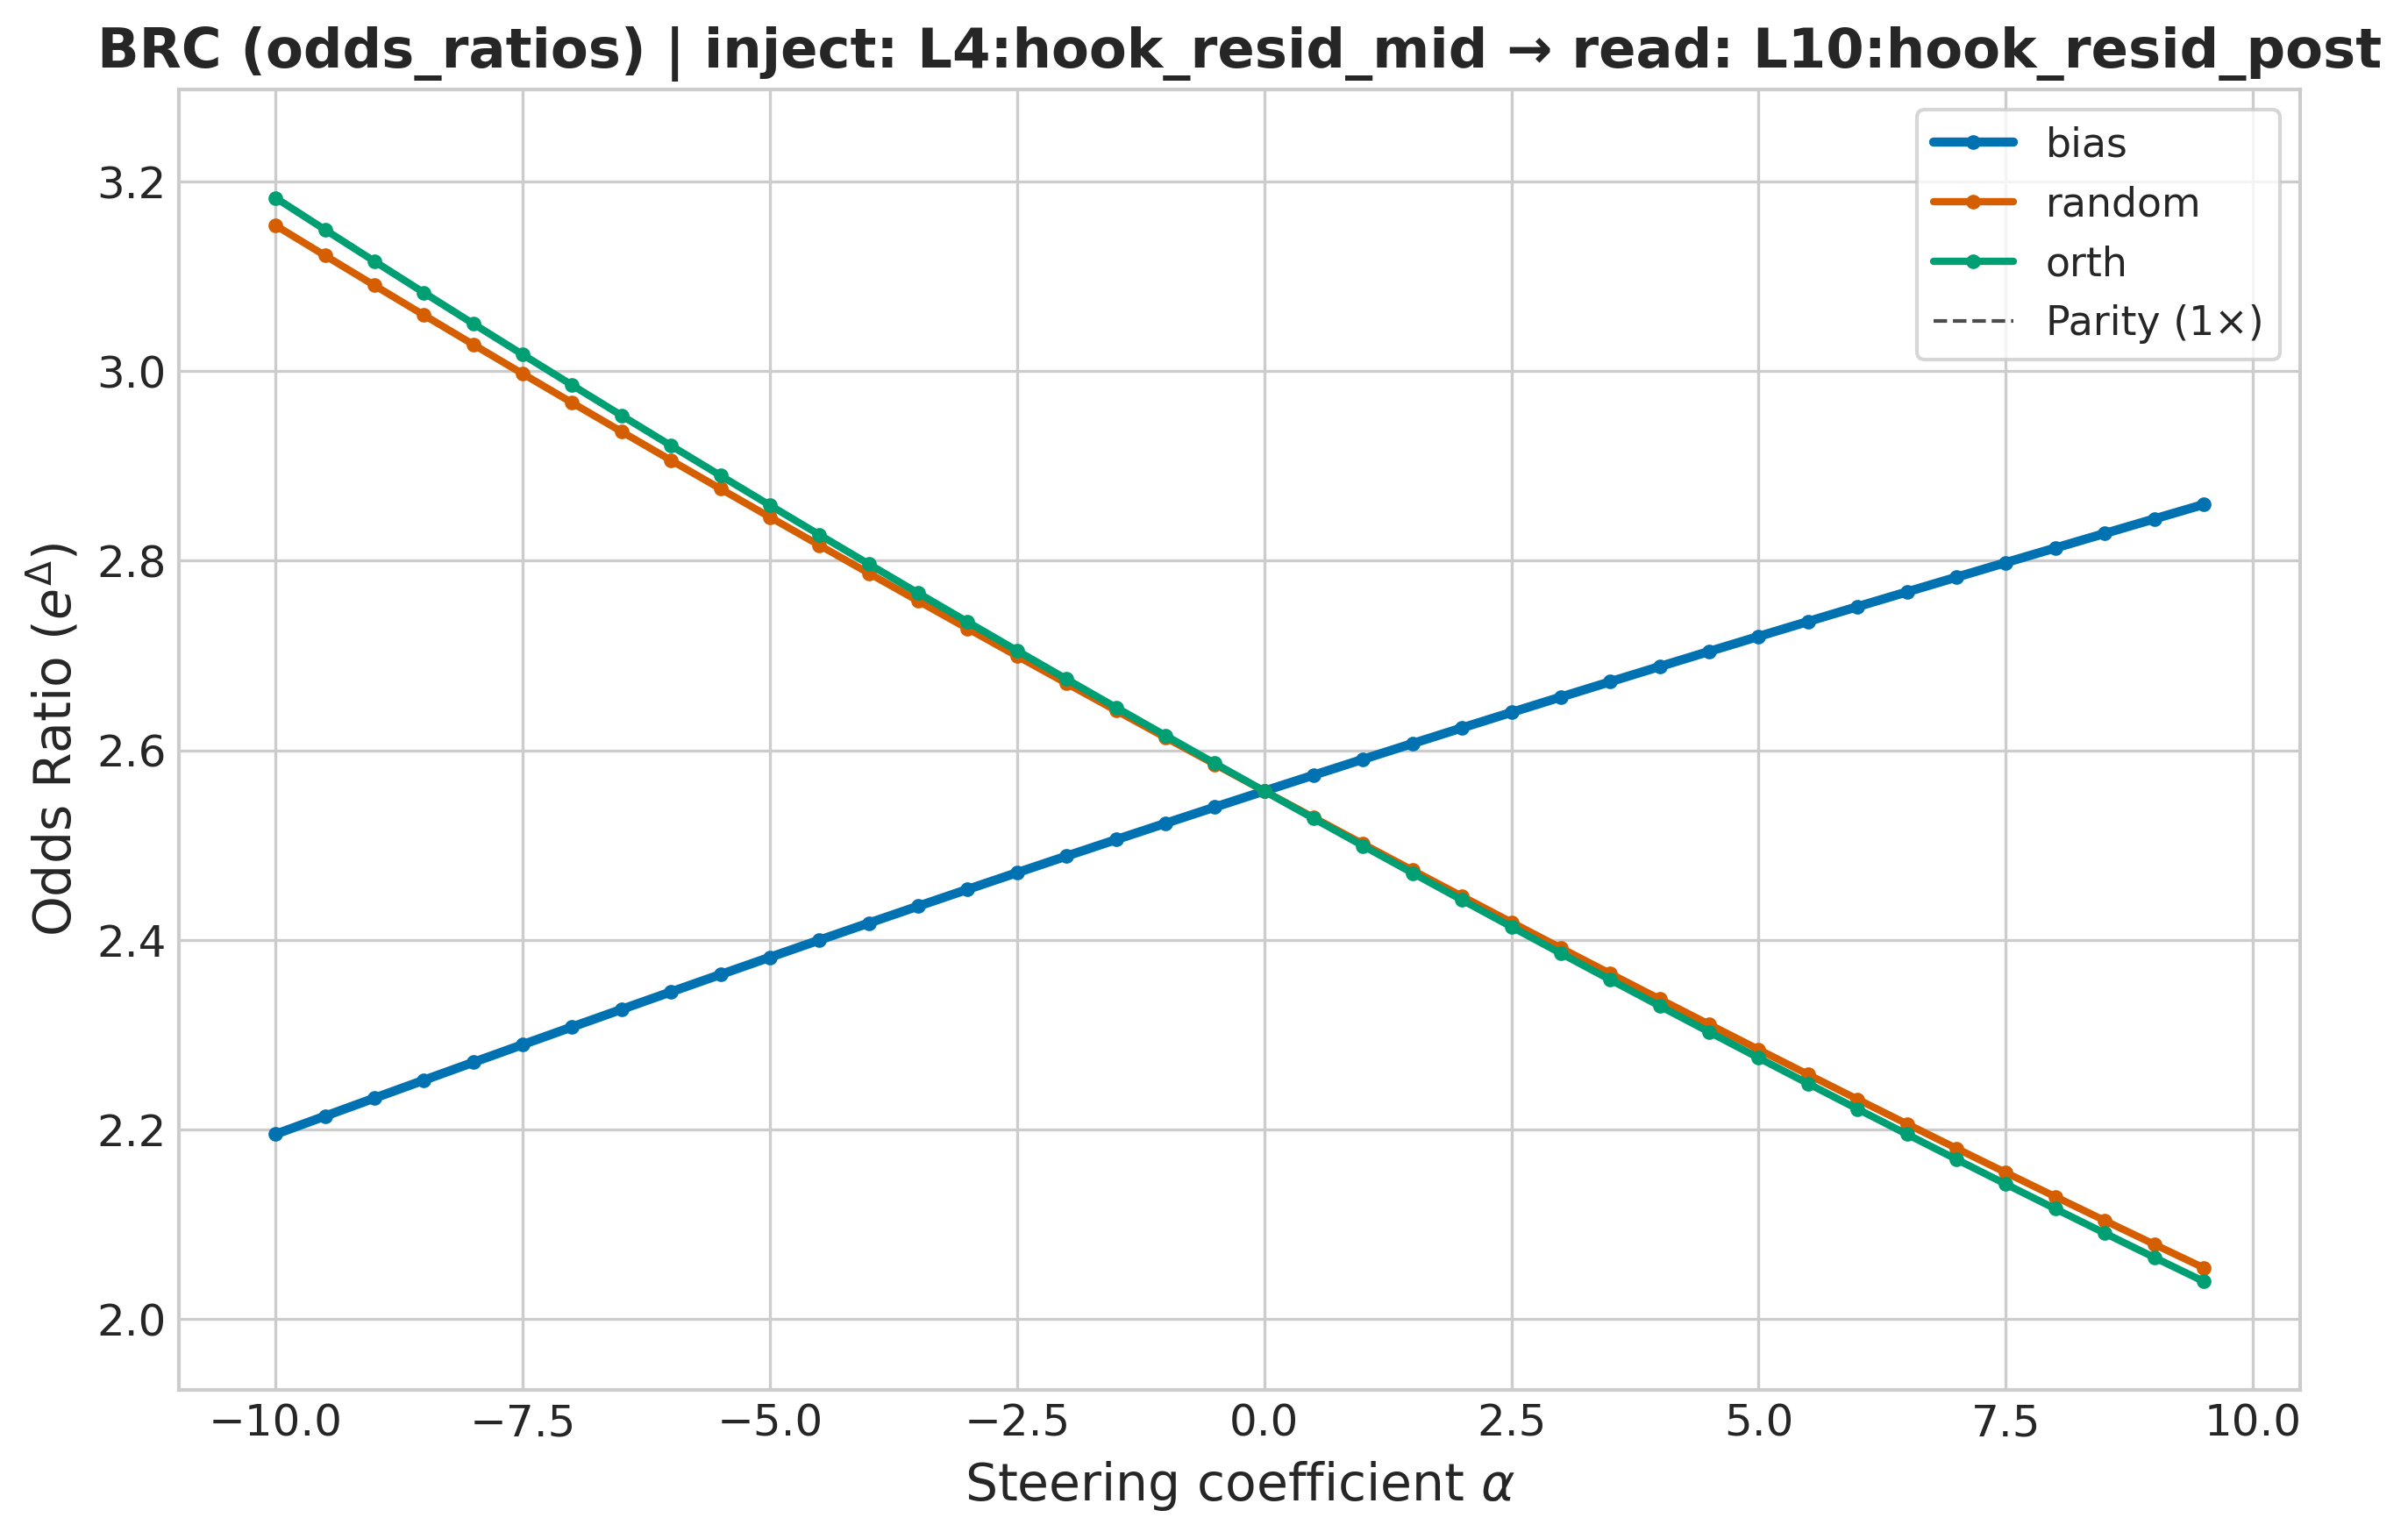 BRC (odds_ratios) | inject: L4:hook_resid_mid → read: L10:hook_resid_post
bias
random
orth
Parity (1×)
Odds Ratio (e^Δ)
3.2
3.0
2.8
2.6
2.4
2.2
2.0
−10.0 −7.5 −5.0 −2.5 0.0 2.5 5.0 7.5 10.0
Steering coefficient α